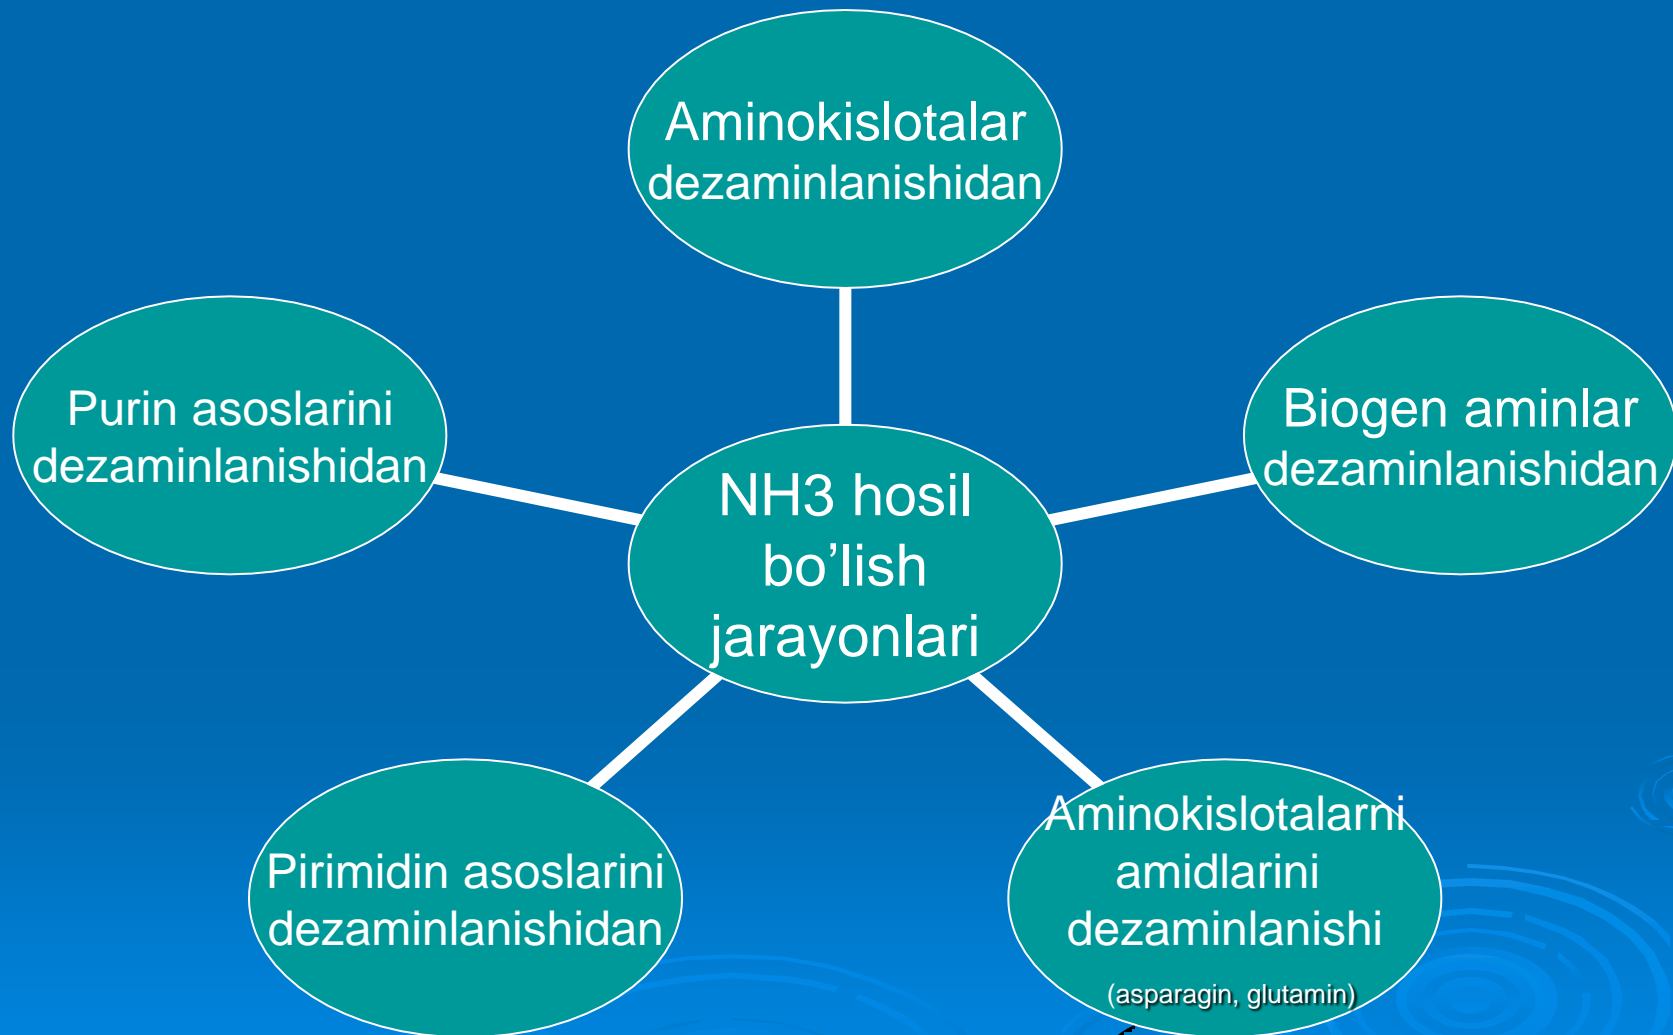 Aminokislotalar
dezaminlanishidan
Purin asoslarini
dezaminlanishidan
Biogen aminlar
dezaminlanishidan
NH3 hosil
bo’lish
jarayonlari
Pirimidin asoslarini
dezaminlanishidan
Aminokislotalarni
amidlarini
dezaminlanishi
(asparagin, glutamin)